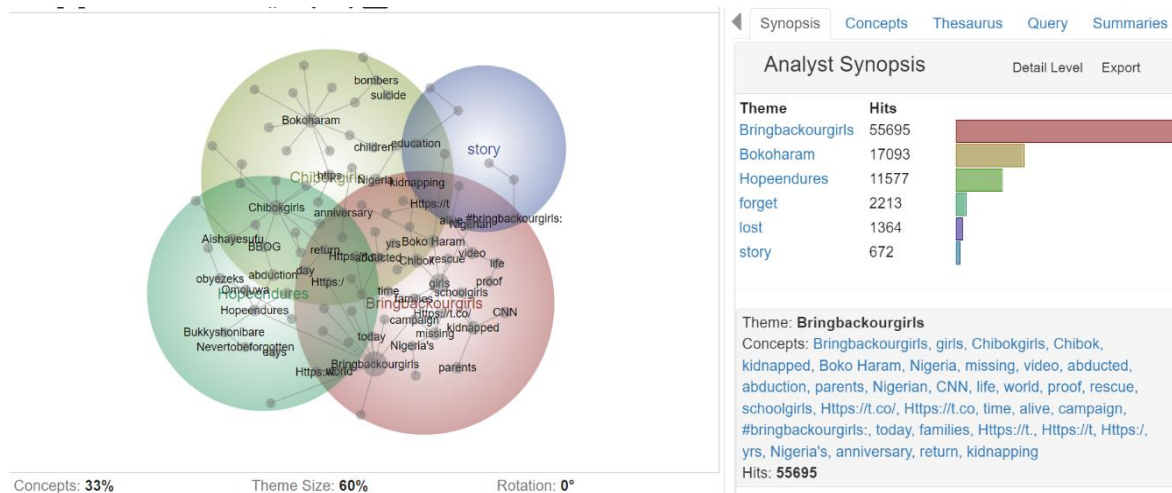 Synopsis Concepts Thesaurus Query Summaries
Analyst Synopsis Detail Level Export
Theme Hits
Bringbackourgirls 55695
Bokoharam 17093
Hopeendures 11577
forget 2213
lost 1364
story 672
Theme: Bringbackourgirls
Concepts: Bringbackourgirls, girls, Chibokgirls, Chibok,
kidnapped, Boko Haram, Nigeria, missing, video, abducted,
abduction, parents, Nigerian, CNN, life, world, proof, rescue,
schoolgirls, Https://t.co/, Https://t.co, time, alive, campaign,
#bringbackourgirls:, today, families, Https://t., Https://t, Https:/,
yrs, Nigeria's, anniversary, return, kidnapping
Hits: 55695
bombers
suicide
Bokoharam
children
education
story
Chibokgirls
https
Nigeria
kidnapping
Chibokgirls
anniversary
Https://t
alive
#bringbackourgirls:
Nigerian
Aishayesufu
BBOG
return
yrs
Boko Haram
Https://t.co
abducted
Chibok
rescue
video
life
obyezeks
abduction
day
Omojuwa
Https:/
girls
proof
Hopeendures
time
schoolgirls
families
Bringbackourgirls
Hopeendures
Https://t.co/
CNN
campaign
kidnapped
Bukkyshonibare
missing
Nevertobeforgotten
days
today
Nigeria's
Bringbackourgirls
parents
world
Concepts: 33% Theme Size: 60% Rotation: 0°